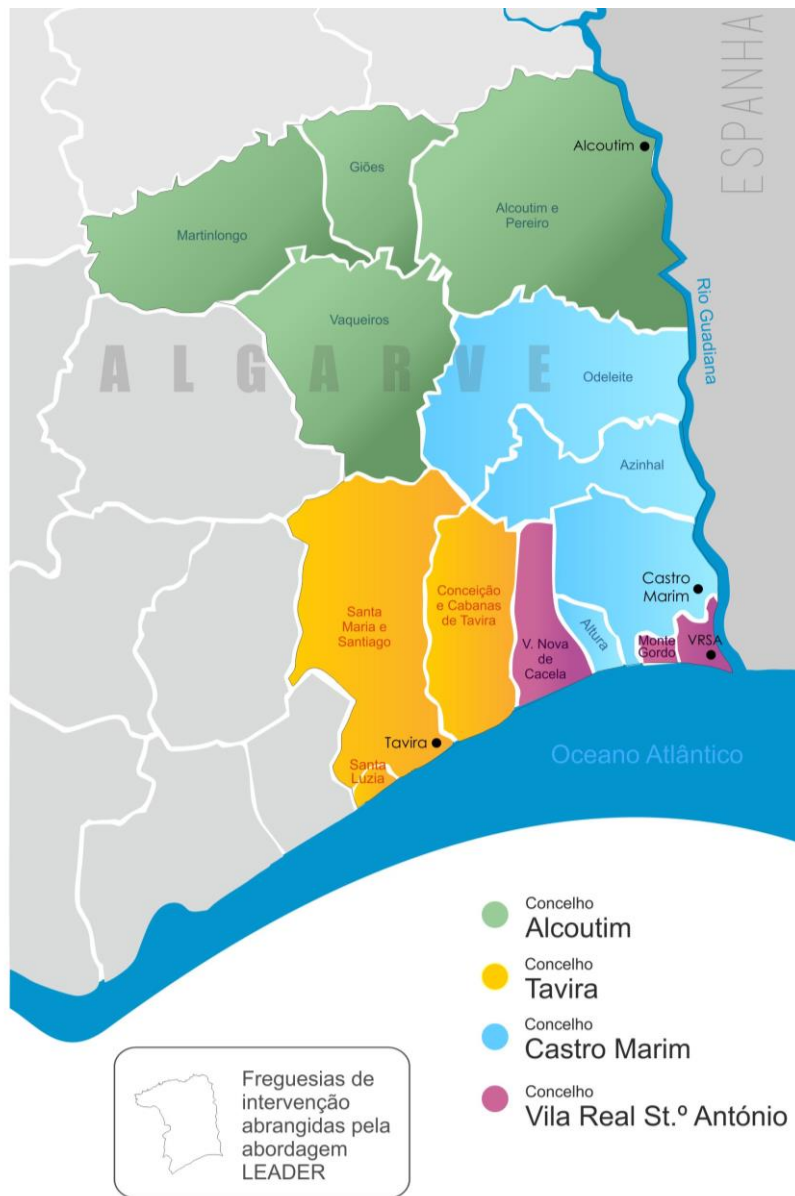 ESPANHA
Alcoutim
Giões
Alcoutim e
Pereiro
Martinlongo
Rio Guadiana
Vaqueiros
ALGARVE
Odeleite
Azinhal
Castro
Marim
Conceição
e Cabanas
de Tavira
Santa
Maria e
Santiago
Altura
V. Nova
de
Cacela
Monte
Gordo
VRSA
Tavira
Santa
Luzia
Oceano Atlântico
Concelho
Alcoutim
Concelho
Tavira
Concelho
Castro Marim
Concelho
Vila Real St.º António
Freguesias de
intervenção
abrangidas pela
abordagem
LEADER